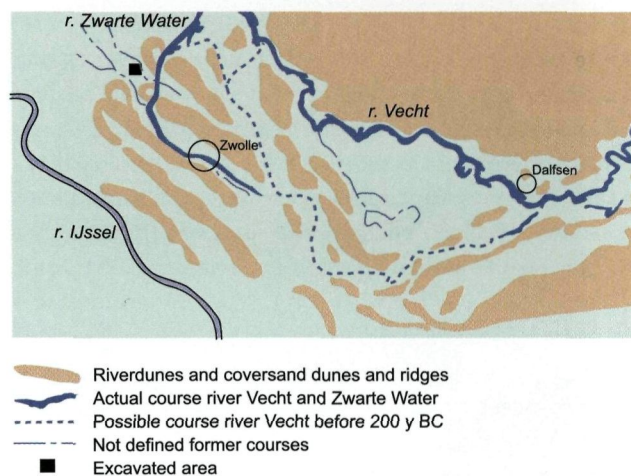 r. Zwarte Water
r. Vecht
Zwolle
Dalfsen
r. IJssel
Riverdunes and coversand dunes and ridges
Actual course river Vecht and Zwarte Water
Possible course river Vecht before 200 y BC
Not defined former courses
Excavated area